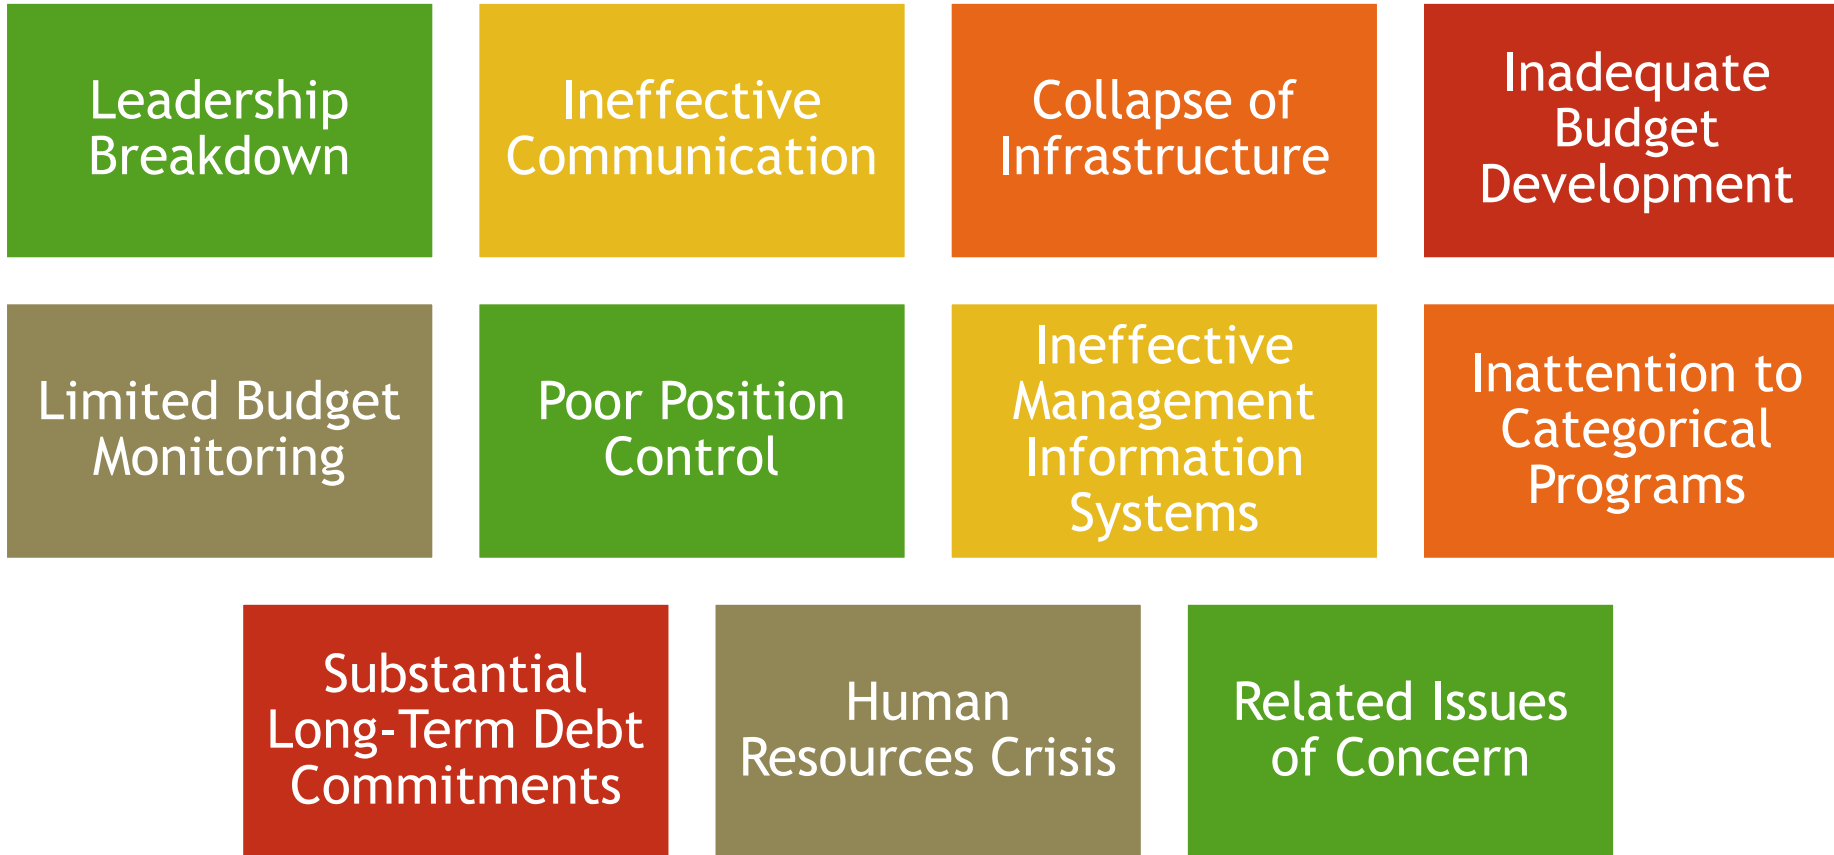 Leadership
Breakdown
Ineffective
Communication
Collapse of
Infrastructure
Inadequate
Budget
Development
Limited Budget
Monitoring
Poor Position
Control
Ineffective
Management
Information
Systems
Inattention to
Categorical
Programs
Substantial
Long-Term Debt
Commitments
Human
Resources Crisis
Related Issues
of Concern